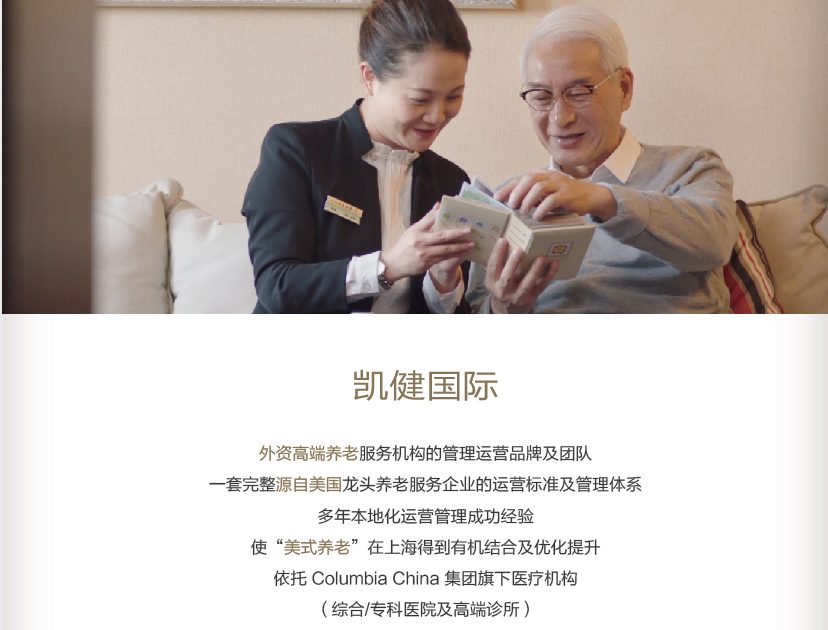 凯健国际
外资高端养老服务机构的管理运营品牌及团队
一套完整源自美国龙头养老服务企业的运营标准及管理体系
多年本地化运营管理成功经验
使“美式养老”在上海得到有机结合及优化提升
依托 Columbia China 集团旗下医疗机构
（综合/专科医院及高端诊所）